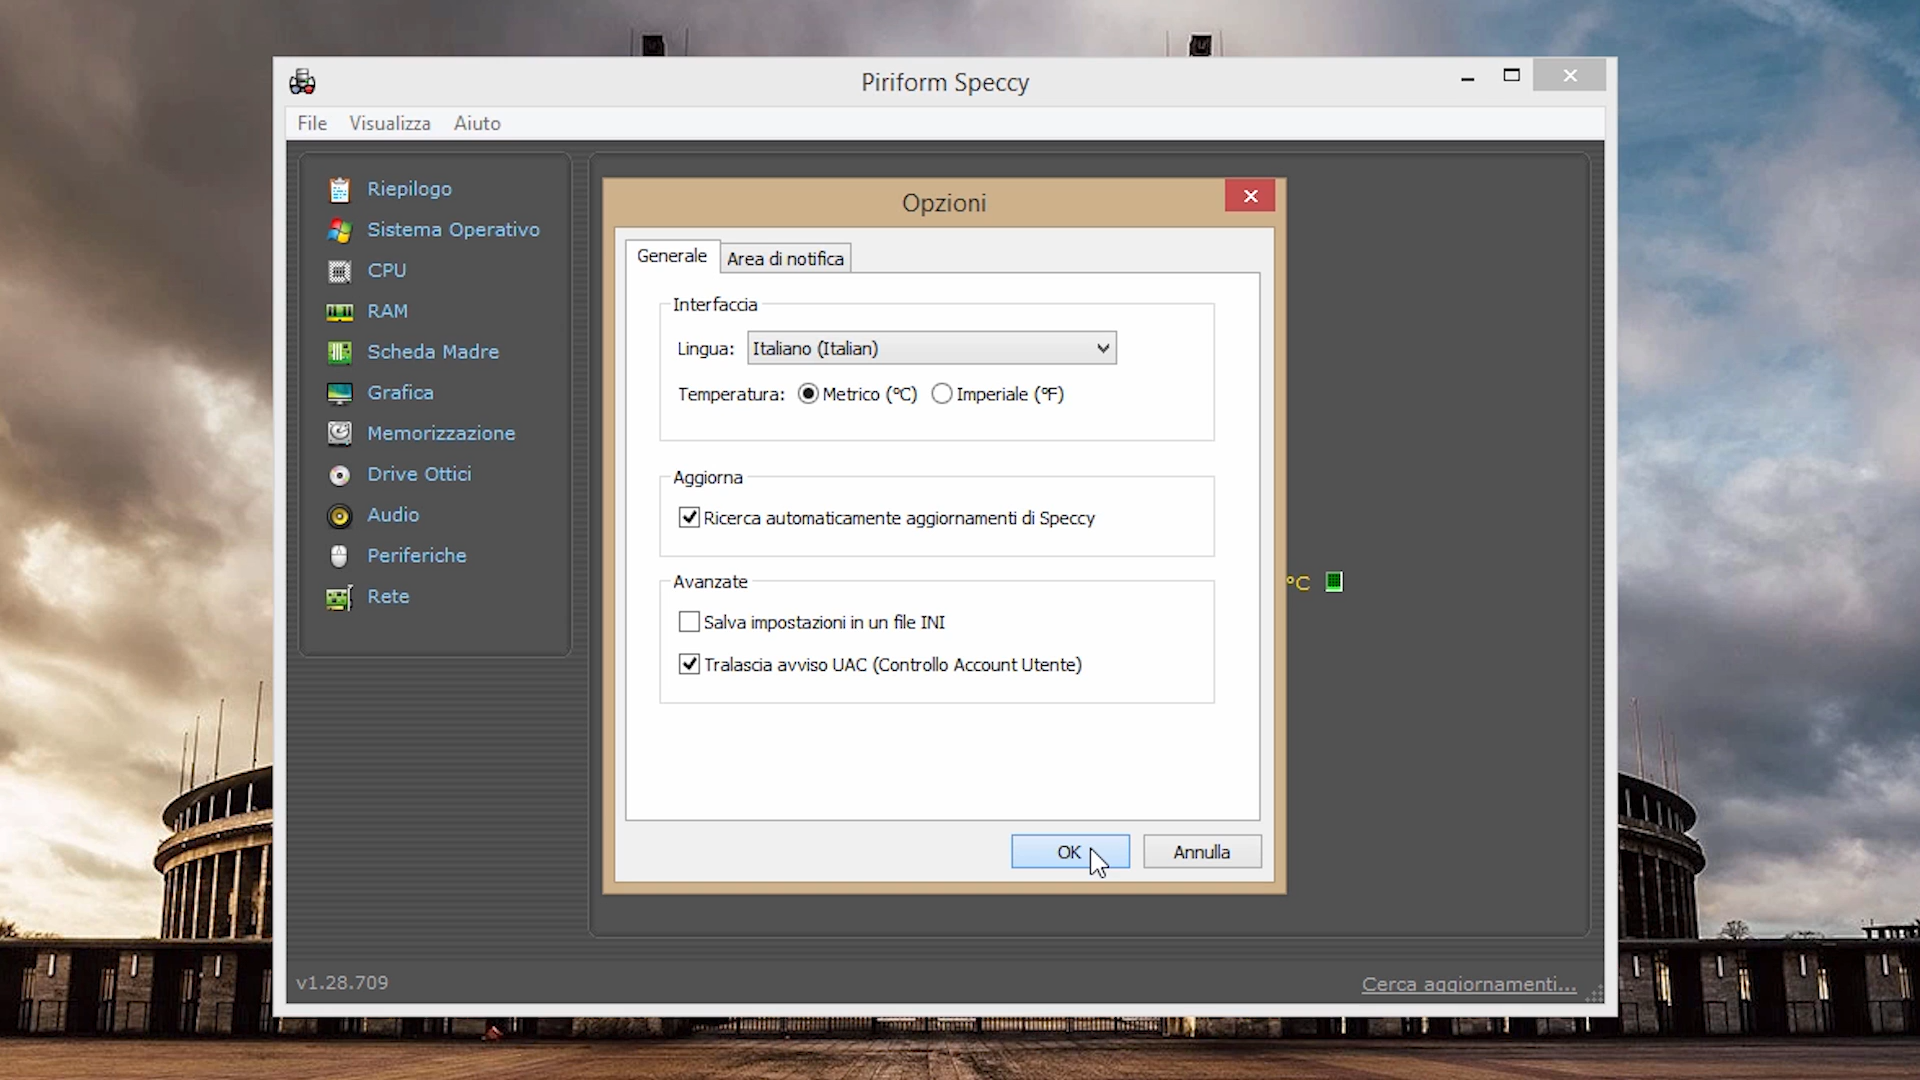 Piriform Speccy
File Visualizza Aiuto
Riepilogo
Sistema Operativo
CPU
RAM
Scheda Madre
Grafica
Memorizzazione
Drive Ottici
Audio
Periferiche
Rete
Opzioni
Generale Area di notifica
Interfaccia
Lingua: Italiano (Italian)
Temperatura: Metrico (°C) Imperiale (°F)
Aggiorna
Ricerca automaticamente aggiornamenti di Speccy
Avanzate
Salva impostazioni in un file INI
Tralascia avviso UAC (Controllo Account Utente)
OK Annulla
°C
v1.28.709
Cerca aggiornamenti...